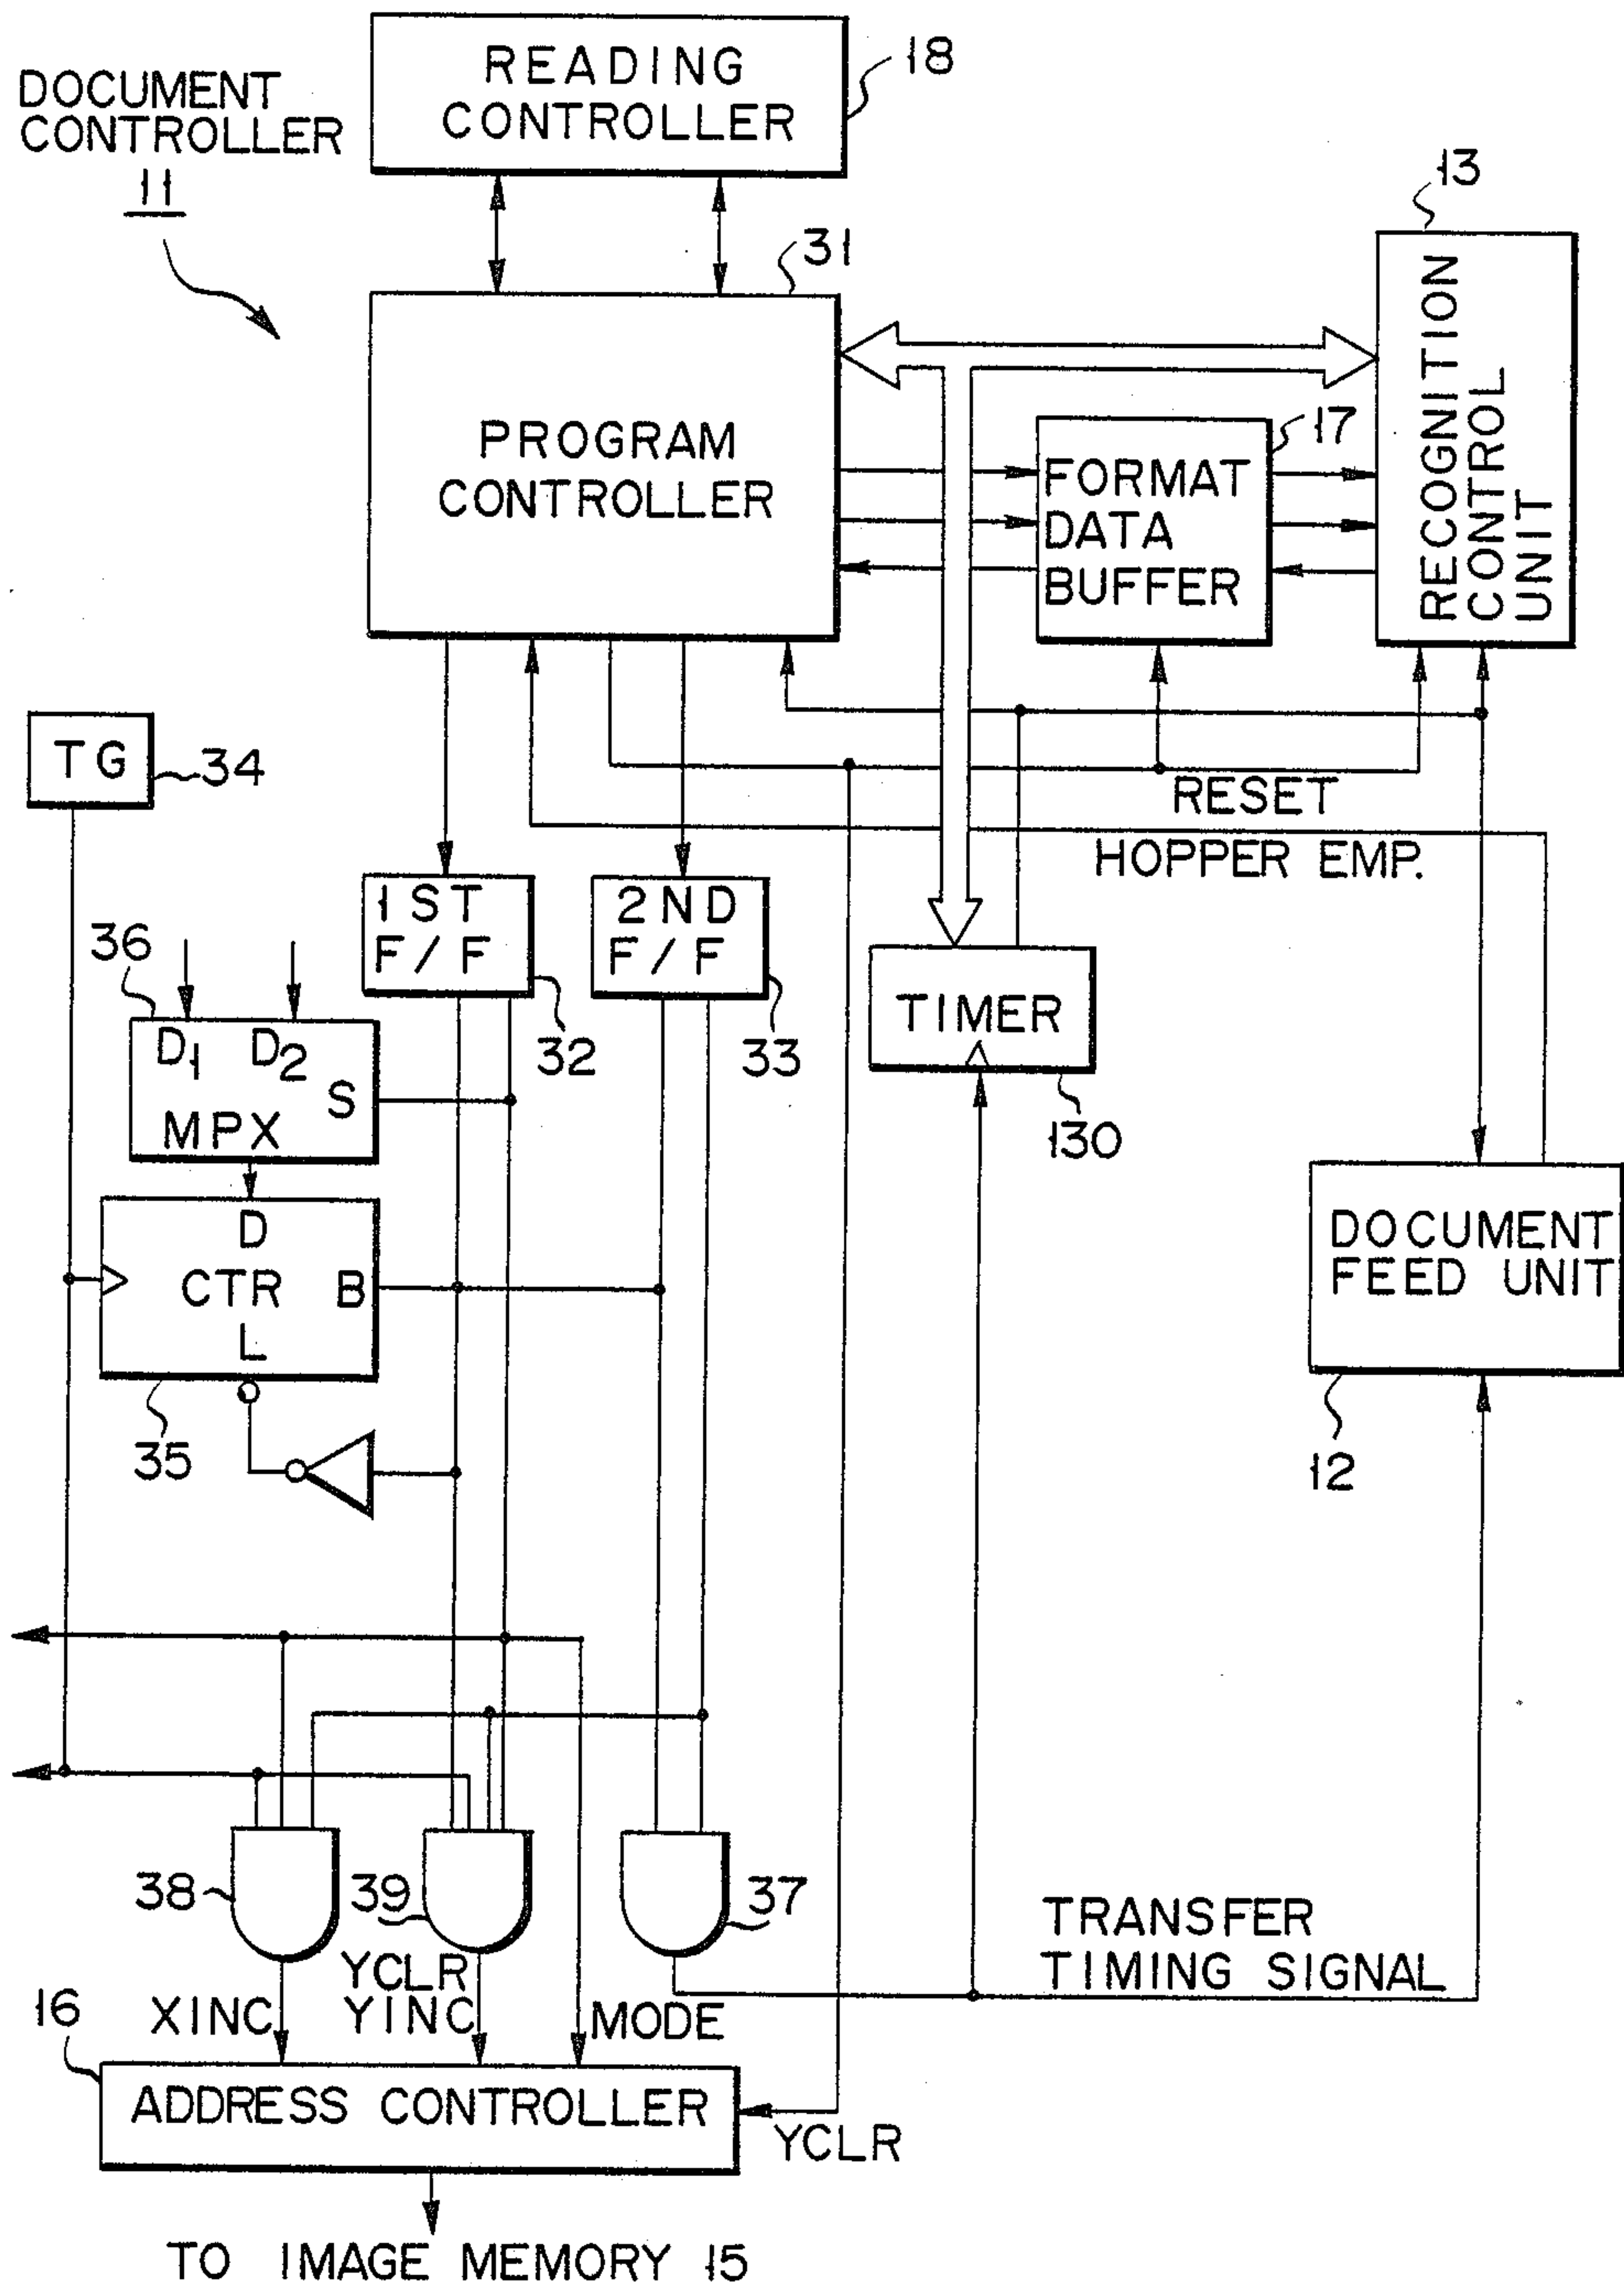 READING
CONTROLLER
18
DOCUMENT
CONTROLLER
11
13
31
RECOGNITION
CONTROL
UNIT
PROGRAM
CONTROLLER
17
FORMAT
DATA
BUFFER
TG
34
RESET
HOPPER EMP.
1ST
F/F
32
2ND
F/F
33
36
D1 D2
S
MPX
TIMER
130
D
CTR B
L
35
DOCUMENT
FEED UNIT
12
38
39
37
TRANSFER
TIMING SIGNAL
YCLR
XINC YINC MODE
16
ADDRESS CONTROLLER
YCLR
TO IMAGE MEMORY 15